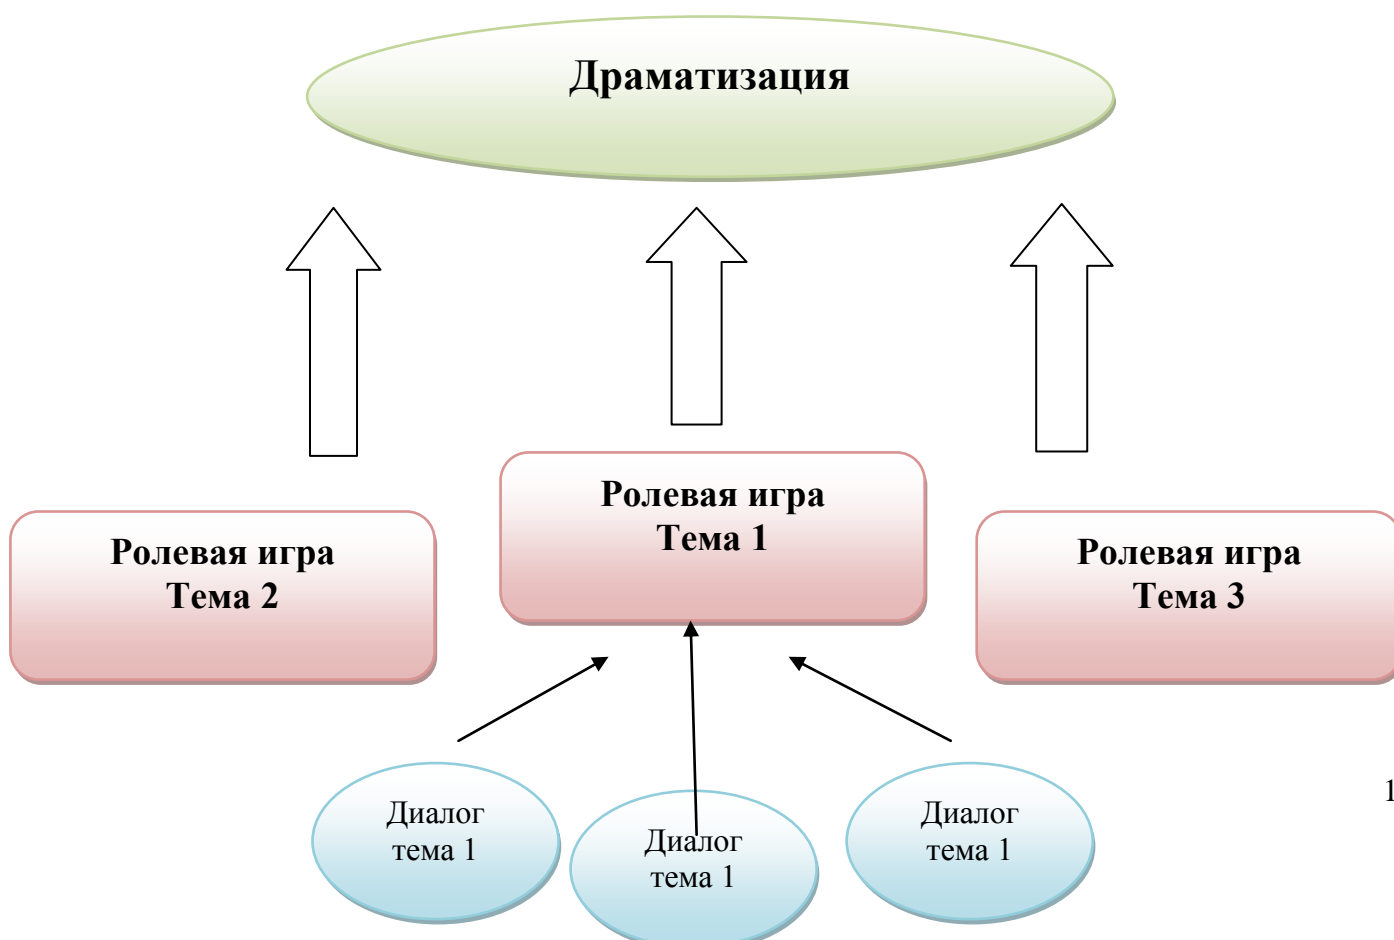 Драматизация
Ролевая игра
Тема 2
Ролевая игра
Тема 1
Ролевая игра
Тема 3
Диалог
тема 1
Диалог
тема 1
Диалог
тема 1
1